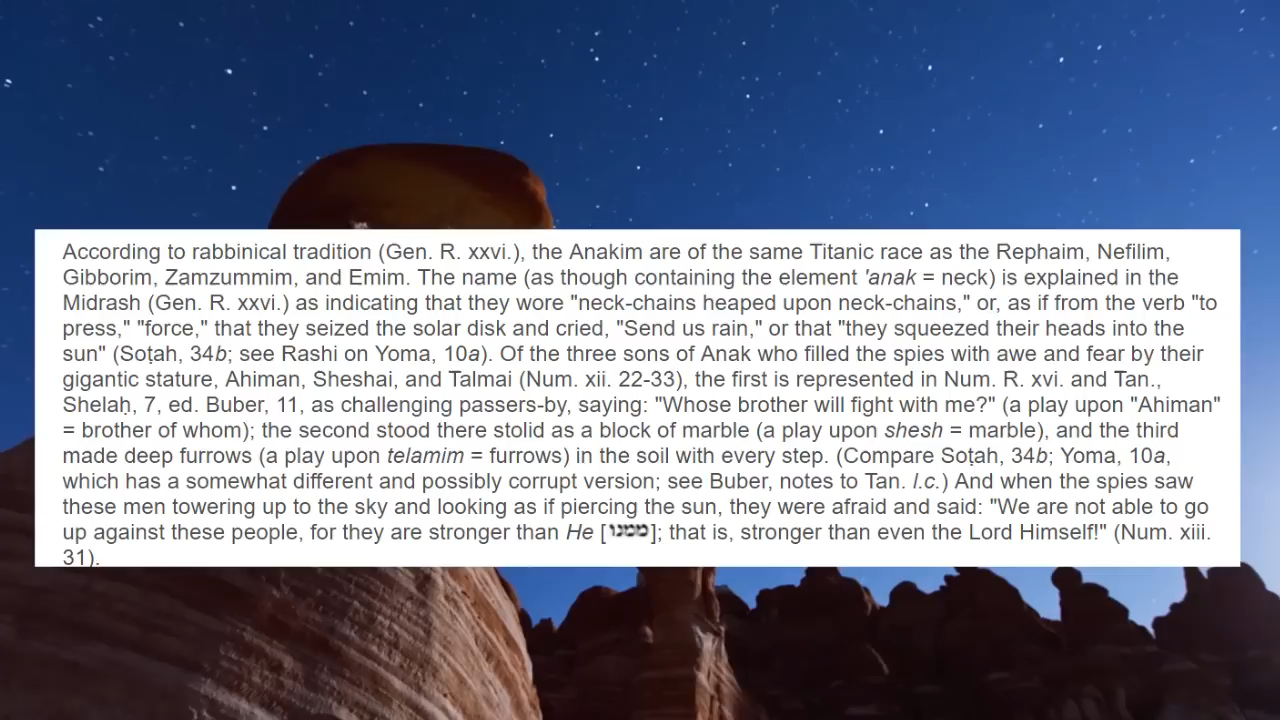 According to rabbinical tradition (Gen. R. xxvi.), the Anakim are of the same Titanic race as the Rephaim, Nefilim,
Gibborim, Zamzummim, and Emim. The name (as though containing the element 'anak = neck) is explained in the
Midrash (Gen. R. xxvi.) as indicating that they wore "neck-chains heaped upon neck-chains," or, as if from the verb "to
press," "force," that they seized the solar disk and cried, "Send us rain," or that "they squeezed their heads into the
sun" (Soṭah, 34b; see Rashi on Yoma, 10a). Of the three sons of Anak who filled the spies with awe and fear by their
gigantic stature, Ahiman, Sheshai, and Talmai (Num. xii. 22-33), the first is represented in Num. R. xvi. and Tan.,
Shelaḥ, 7, ed. Buber, 11, as challenging passers-by, saying: "Whose brother will fight with me?" (a play upon "Ahiman"
= brother of whom); the second stood there stolid as a block of marble (a play upon shesh = marble), and the third
made deep furrows (a play upon telamim = furrows) in the soil with every step. (Compare Soṭah, 34b; Yoma, 10a,
which has a somewhat different and possibly corrupt version; see Buber, notes to Tan. l.c.) And when the spies saw
these men towering up to the sky and looking as if piercing the sun, they were afraid and said: "We are not able to go
up against these people, for they are stronger than He [ממנו]; that is, stronger than even the Lord Himself!" (Num. xiii.
31).